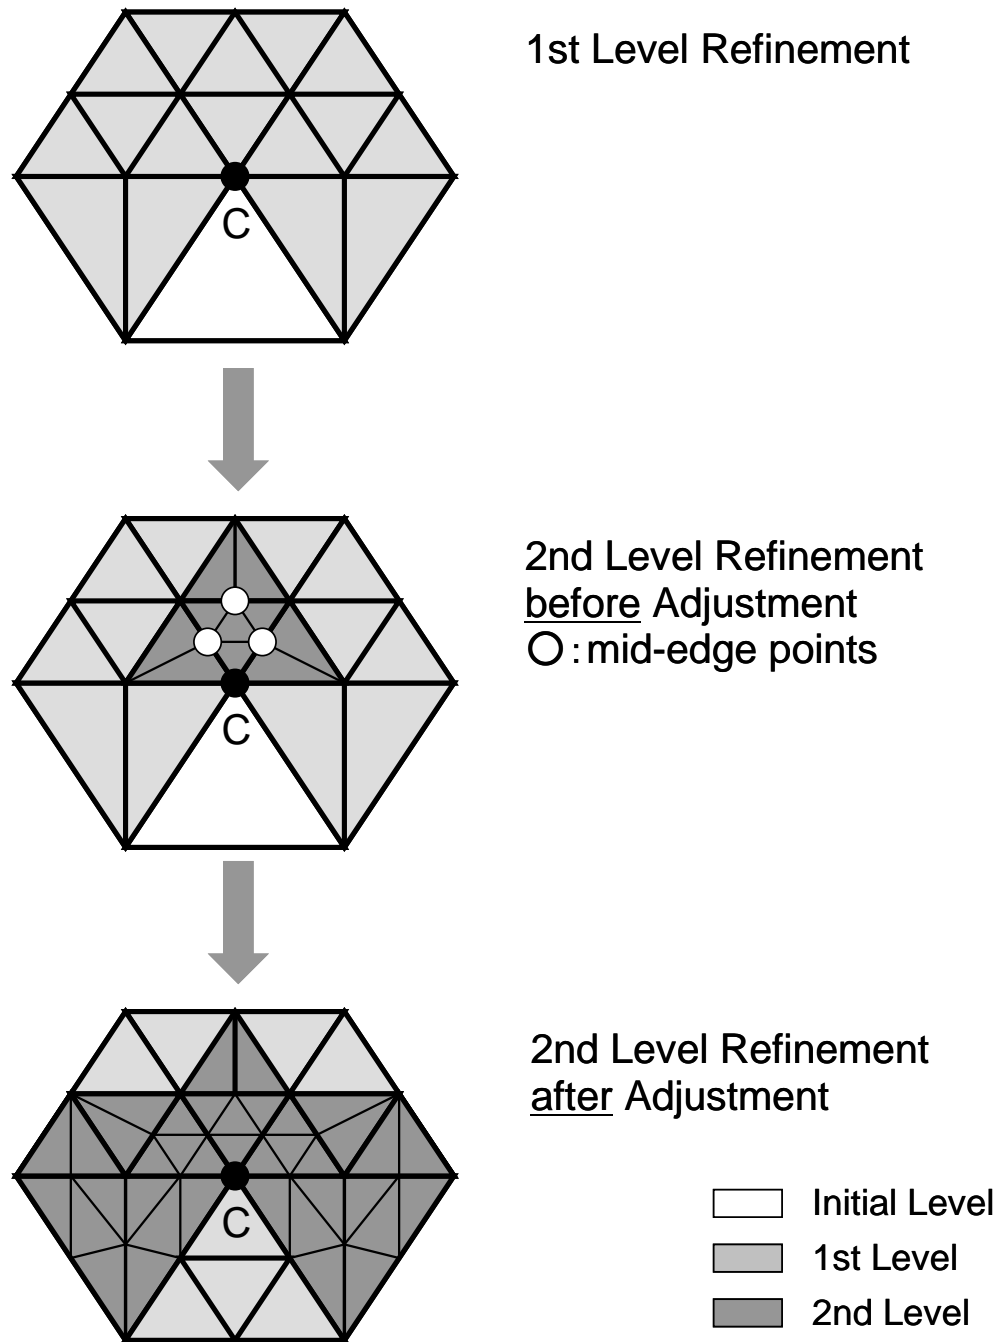 1st Level Refinement
C
2nd Level Refinement
before Adjustment
O : mid-edge points
C
2nd Level Refinement
after Adjustment
C
Initial Level
1st Level
2nd Level